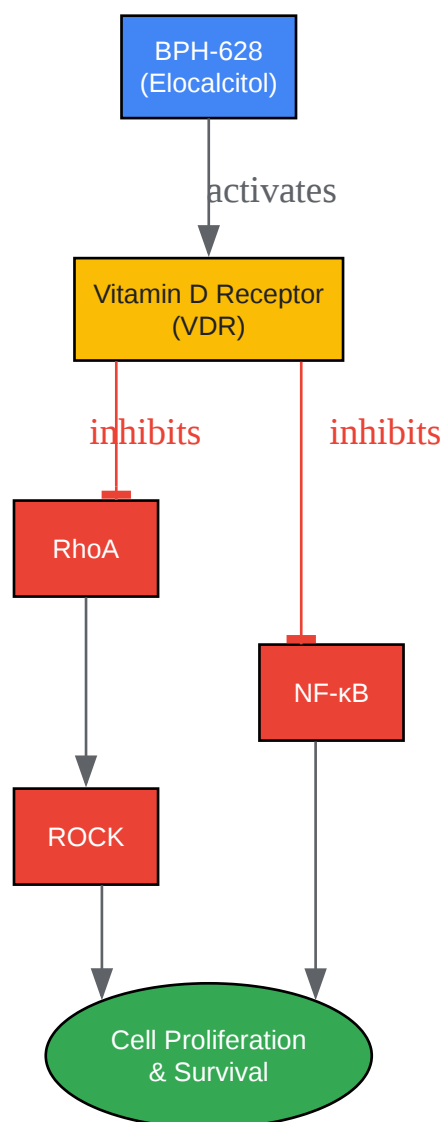 BPH-628
(Elocalcitol)
activates
Vitamin D Receptor
(VDR)
inhibits
inhibits
RhoA
NF-κB
ROCK
Cell Proliferation
& Survival